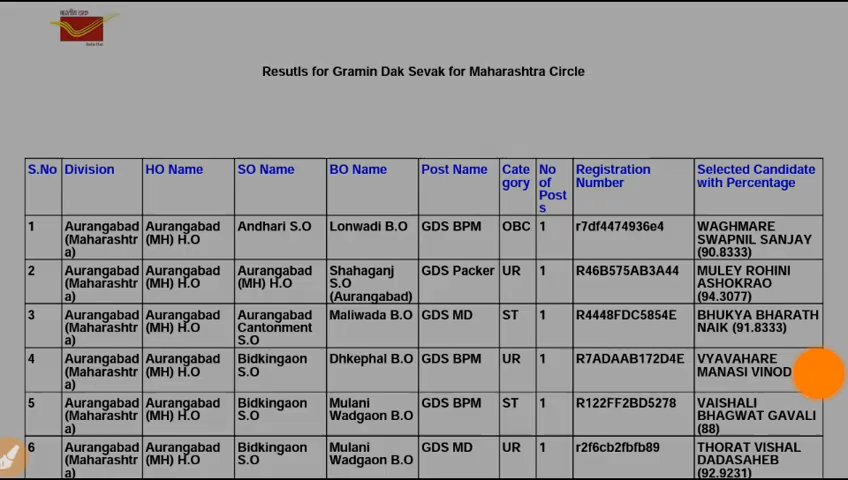 भारतीय डाक
India Post
Resutls for Gramin Dak Sevak for Maharashtra Circle
S.No Division HO Name SO Name BO Name Post Name Cate No Registration Selected Candidate
gory of Number with Percentage
Post
s
1 Aurangabad Aurangabad Andhari S.O Lonwadi B.O GDS BPM OBC 1 r7df4474936e4 WAGHMARE
(Maharashtr (MH) H.O SWAPNIL SANJAY
a) (90.8333)
2 Aurangabad Aurangabad Aurangabad Shahaganj GDS Packer UR 1 R46B575AB3A44 MULEY ROHINI
(Maharashtr (MH) H.O (MH) H.O S.O ASHOKRAO
a) (Aurangabad) (94.3077)
3 Aurangabad Aurangabad Aurangabad Maliwada B.O GDS MD ST 1 R4448FDC5854E BHUKYA BHARATH
(Maharashtr (MH) H.O Cantonment NAIK (91.8333)
a) S.O
4 Aurangabad Aurangabad Bidkingaon Dhkephal B.O GDS BPM UR 1 R7ADAAB172D4E VYAVAHARE
(Maharashtr (MH) H.O S.O MANASI VINOD
a)
5 Aurangabad Aurangabad Bidkingaon Mulani GDS BPM ST 1 R122FF2BD5278 VAISHALI
(Maharashtr (MH) H.O S.O Wadgaon B.O BHAGWAT GAVALI
a) (88)
6 Aurangabad Aurangabad Bidkingaon Mulani GDS MD UR 1 r2f6cb2fbfb89 THORAT VISHAL
(Maharashtr (MH) H.O S.O Wadgaon B.O DADASAHEB
a) (92.9231)